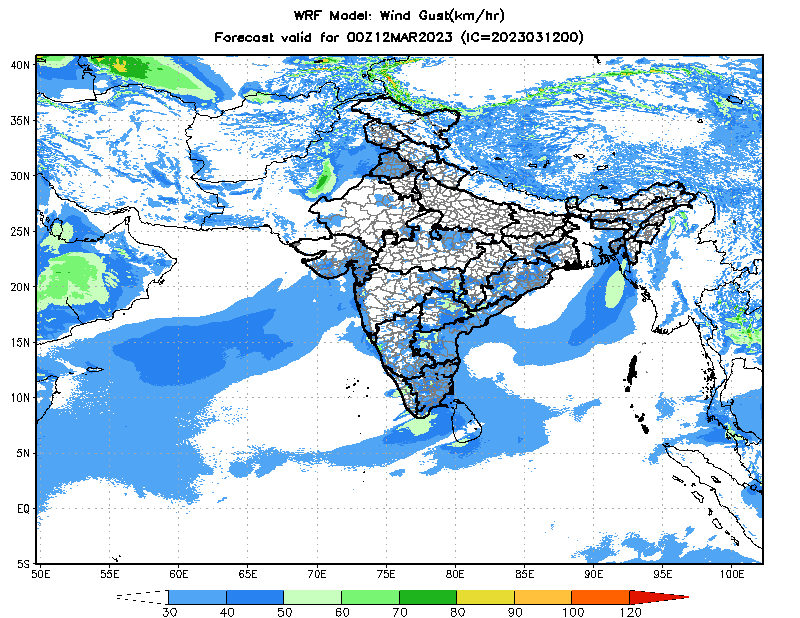 WRF Model: Wind Gust(km/hr)
Forecast valid for 00Z12MAR2023 (IC=2023031200)
40N
35N
30N
25N
20N
15N
10N
5N
EQ
5S
50E 55E 60E 65E 70E 75E 80E 85E 90E 95E 100E
30 40 50 60 70 80 90 100 120